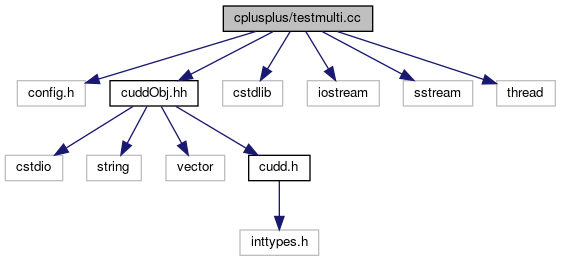 cplusplus/testmulti.cc
config.h
cuddObj.hh
cstdlib
iostream
sstream
thread
cstdio
string
vector
cudd.h
inttypes.h